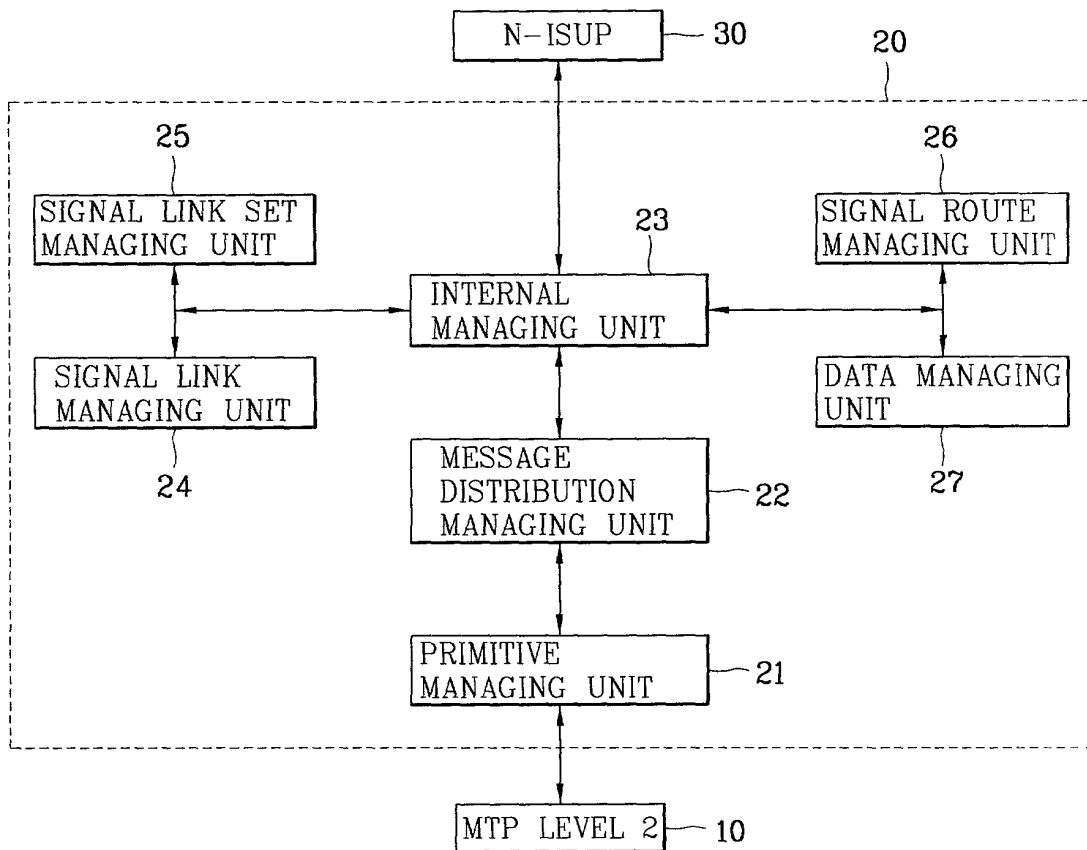 N-ISUP
30
20
25
26
SIGNAL LINK SET
MANAGING UNIT
SIGNAL ROUTE
MANAGING UNIT
23
INTERNAL
MANAGING UNIT
SIGNAL LINK
MANAGING UNIT
DATA MANAGING
UNIT
24
27
MESSAGE
DISTRIBUTION
MANAGING UNIT
22
PRIMITIVE
MANAGING UNIT
21
MTP LEVEL 2
10